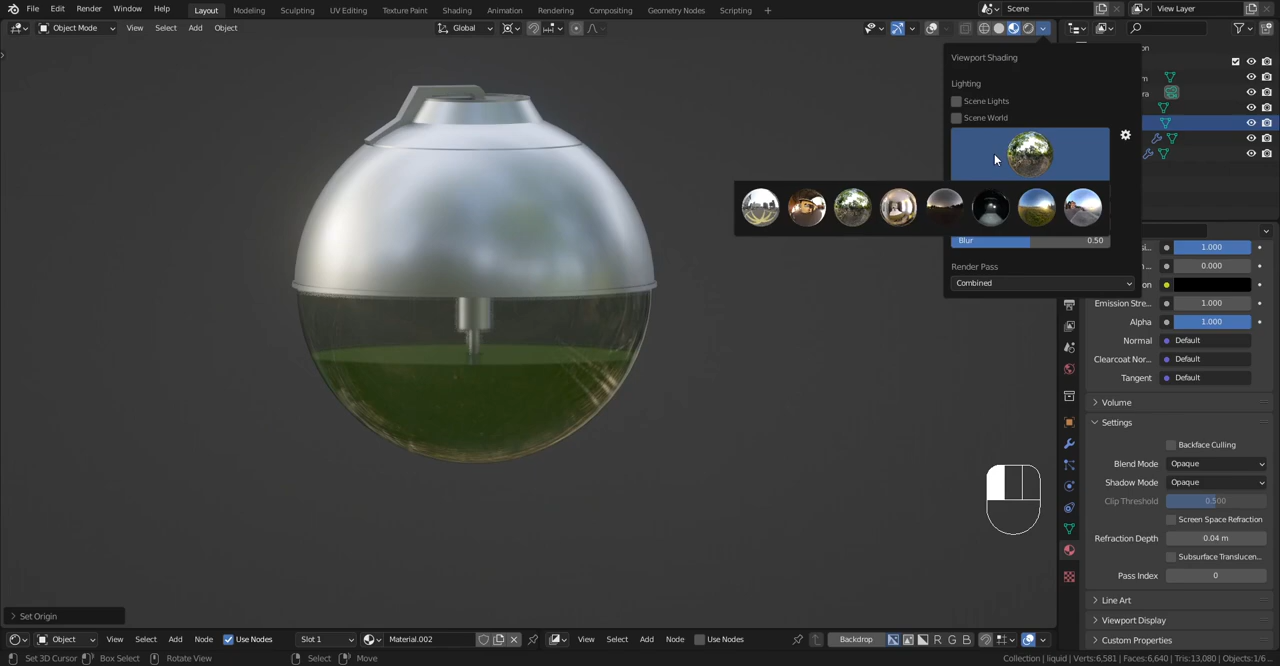 File Edit Render Window Help Layout Modeling Sculpting UV Editing Texture Paint Shading Animation Rendering Compositing Geometry Nodes Scripting + Scene View Layer
Object Mode View Select Add Object Global
Viewport Shading
Lighting
Scene Lights
Scene World
Blur 0.50
Render Pass
Combined
1.000
0.000
Emission Stre... 1.000
Alpha 1.000
Normal Default
Clearcoat Nor... Default
Tangent Default
Volume
Settings
Backface Culling
Blend Mode Opaque
Shadow Mode Opaque
Clip Threshold 0.500
Screen Space Refraction
Refraction Depth 0.04 m
Subsurface Translucen...
Pass Index 0
Line Art
Viewport Display
Custom Properties
Set Origin
Object View Select Add Node Use Nodes Slot 1 Material.002 View Select Add Node Use Nodes Backdrop R G B
Set 3D Cursor Box Select Rotate View Select Move Collection | liquid | Verts:6,581 | Faces:6,640 | Tris:13,080 | Objects:1/6